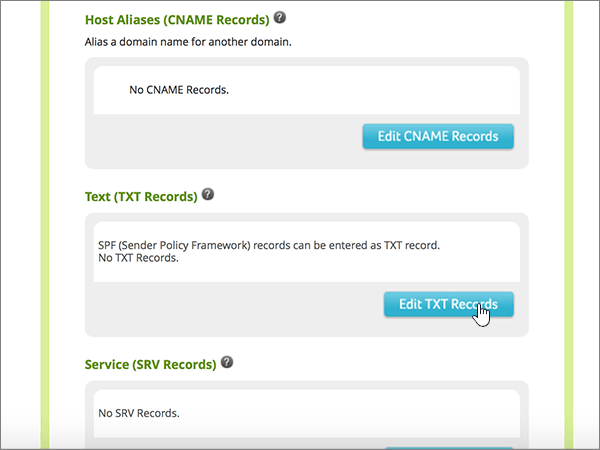 Host Aliases (CNAME Records) ?
Alias a domain name for another domain.
No CNAME Records.
Edit CNAME Records
Text (TXT Records) ?
SPF (Sender Policy Framework) records can be entered as TXT record.
No TXT Records.
Edit TXT Records
Service (SRV Records) ?
No SRV Records.